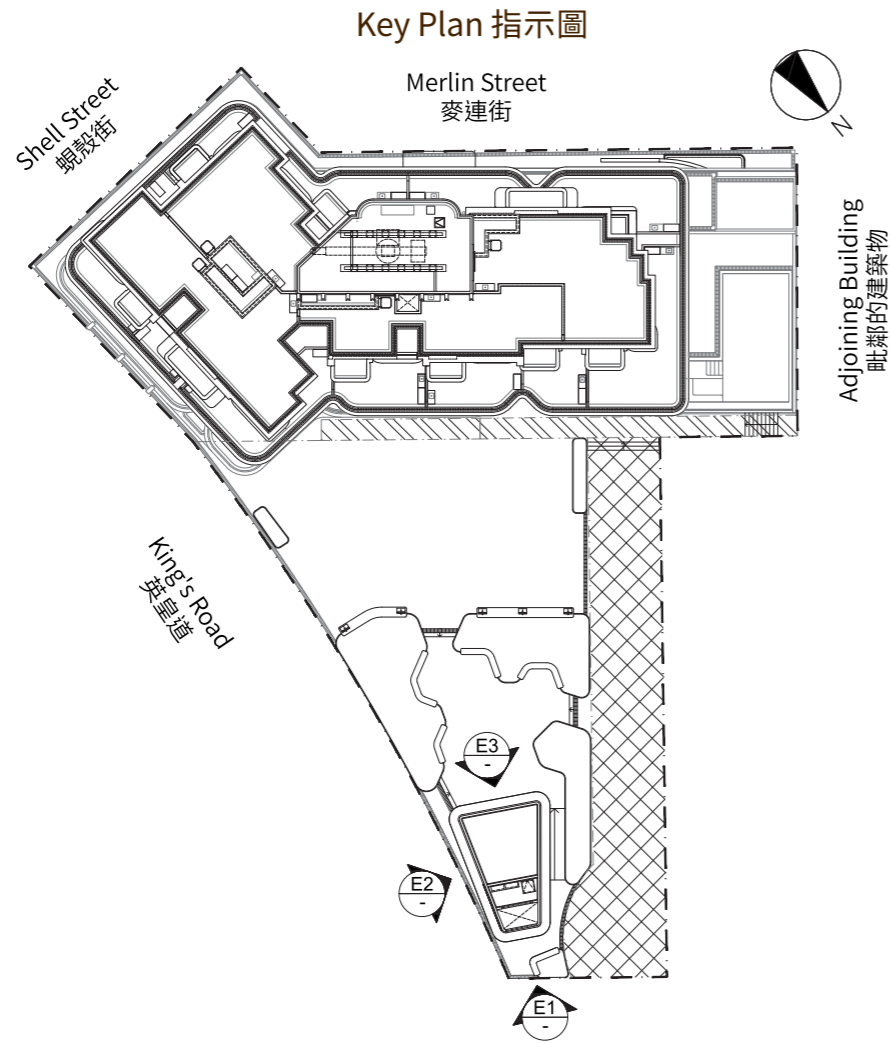 Key Plan 指示圖
Merlin Street
麥連街
Shell Street
蜆殼街
N
Adjoining Building
毗鄰的建築物
King's Road
英皇道
E3
-
E2
-
E1
-